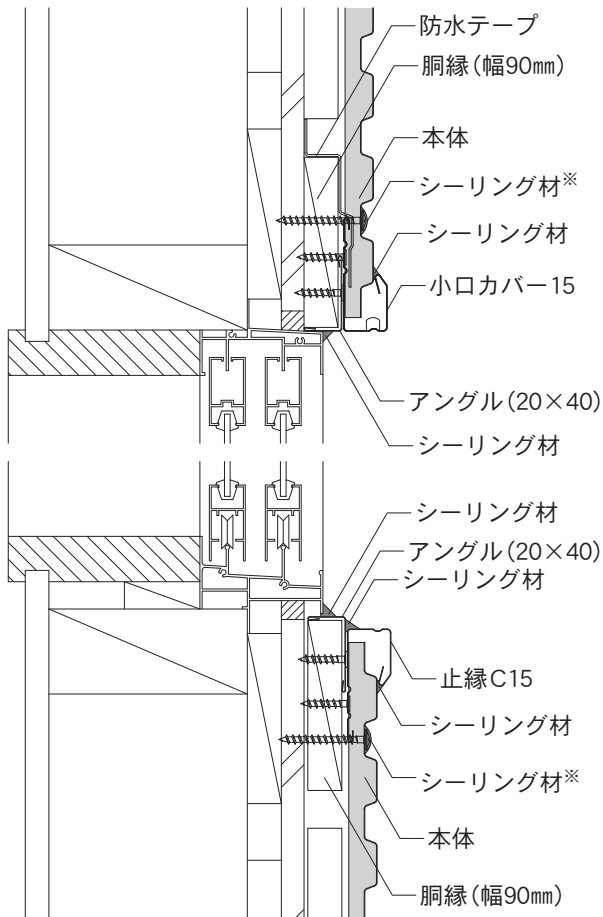 防水テープ
胴縁(幅90㎜)
本体
シーリング材※
シーリング材
小口カバー15
アングル(20×40)
シーリング材
シーリング材
アングル(20×40)
シーリング材
止縁C15
シーリング材
シーリング材※
本体
胴縁(幅90㎜)